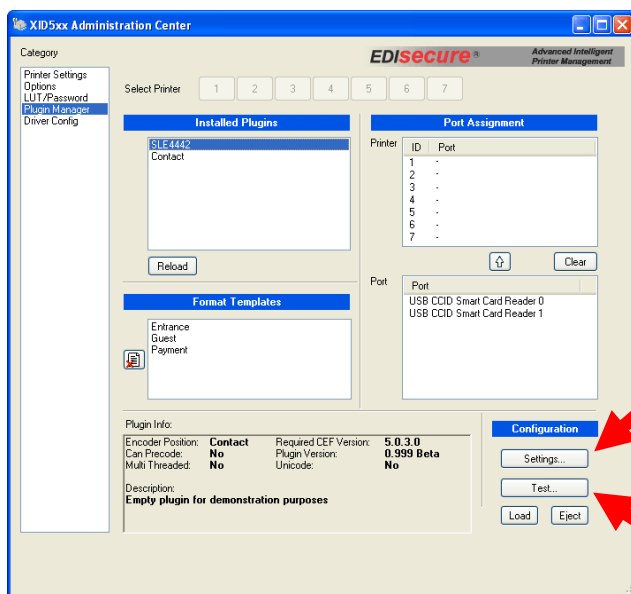 XID5xx Administration Center
Category
EDIsecure®
Advanced Intelligent
Printer Management
Printer Settings
Options
LUT/Password
Plugin Manager
Driver Config
Select Printer 1 2 3 4 5 6 7
Installed Plugins
SLE4442
Contact
Reload
Port Assignment
Printer
ID Port
1 -
2 -
3 -
4 -
5 -
6 -
7 -
Clear
Port
Port
USB CCID Smart Card Reader 0
USB CCID Smart Card Reader 1
Format Templates
Entrance
Guest
Payment
Plugin Info:
Encoder Position: Contact Required CEF Version: 5.0.3.0
Can Precode: No Plugin Version: 0.999 Beta
Multi Threaded: No Unicode: No
Description:
Empty plugin for demonstration purposes
Configuration
Settings...
Test...
Load Eject